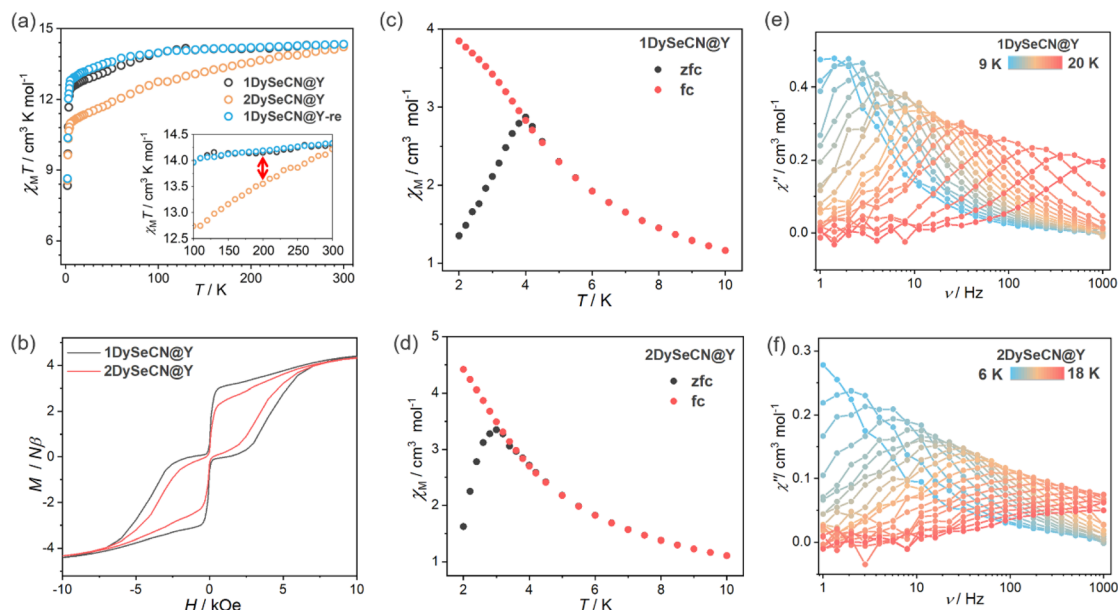 (a)
χMT / cm³ K mol⁻¹
15
12
9
6
1DySeCN@Y
2DySeCN@Y
1DySeCN@Y-re
14.5
14.0
13.5
13.0
12.5
χMT / cm³ K mol⁻¹
100 150 200 250 300
T / K
0 50 100 150 200 250 300
T / K
(c)
1DySeCN@Y
zfc
fc
χM / cm³ mol⁻¹
4
3
2
1
2 4 6 8 10
T / K
(e)
1DySeCN@Y
9 K 20 K
χ″ / cm³ mol⁻¹
0.4
0.2
0.0
1 10 100 1000
ν / Hz
(b)
1DySeCN@Y
2DySeCN@Y
M / Nβ
4
2
0
-2
-4
-10 -5 0 5 10
H / kOe
(d)
2DySeCN@Y
zfc
fc
χM / cm³ mol⁻¹
5
4
3
2
1
2 4 6 8 10
T / K
(f)
2DySeCN@Y
6 K 18 K
χ″/ cm³ mol⁻¹
0.3
0.2
0.1
0.0
1 10 100 1000
ν / Hz